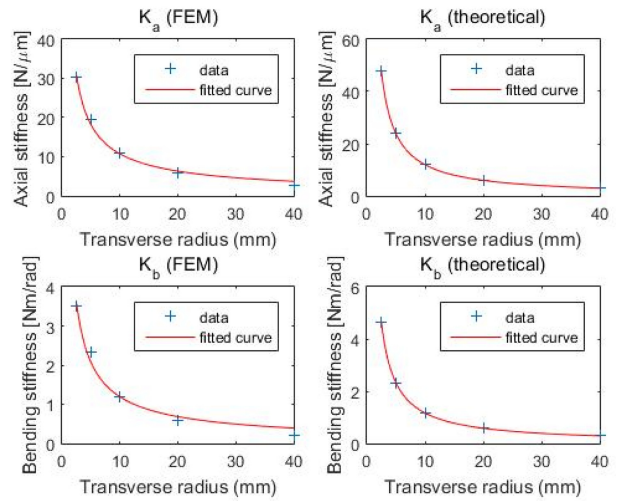 K_a (FEM)
Axial stiffness [N/μm]
40
30
20
10
0
data
fitted curve
0 10 20 30 40
Transverse radius (mm)
K_a (theoretical)
Axial stiffness [N/μm]
60
40
20
0
data
fitted curve
0 10 20 30 40
Transverse radius (mm)
K_b (FEM)
Bending stiffness [Nm/rad]
4
3
2
1
0
data
fitted curve
0 10 20 30 40
Transverse radius (mm)
K_b (theoretical)
Bending stiffness [Nm/rad]
6
4
2
0
data
fitted curve
0 10 20 30 40
Transverse radius (mm)